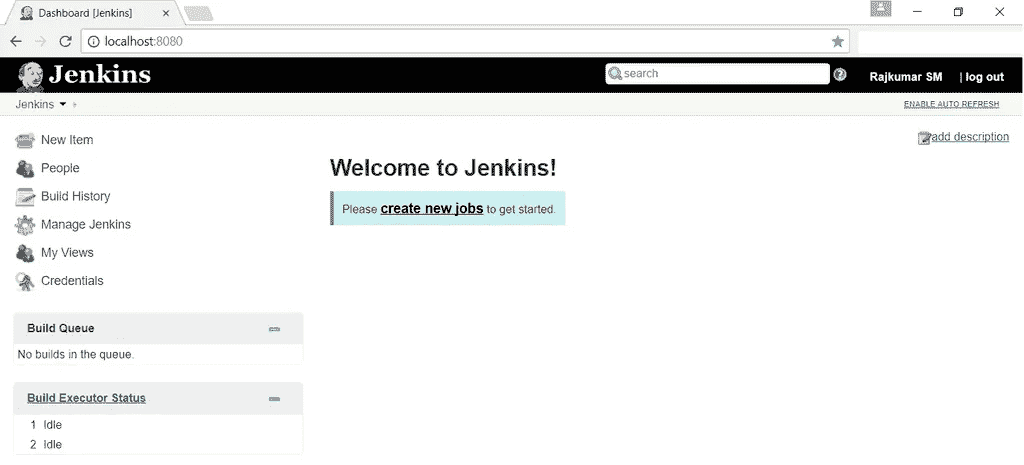 Dashboard [Jenkins]
localhost:8080
Jenkins
search
Rajkumar SM
| log out
Jenkins
ENABLE AUTO REFRESH
New Item
People
Build History
Manage Jenkins
My Views
Credentials
add description
Welcome to Jenkins!
Please create new jobs to get started.
Build Queue
No builds in the queue.
Build Executor Status
1 Idle
2 Idle